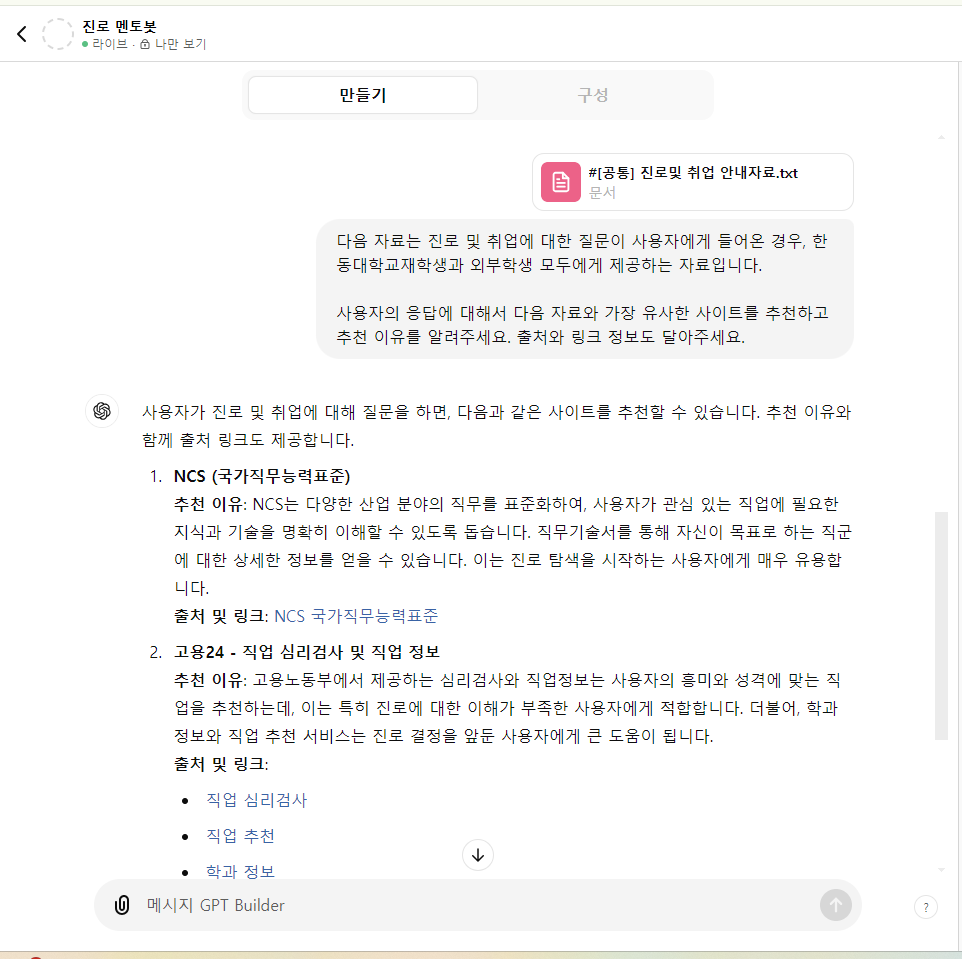 진로 멘토봇
라이브 · 나만 보기
만들기
구성
#[공통] 진로및 취업 안내자료.txt
문서
다음 자료는 진로 및 취업에 대한 질문이 사용자에게 들어온 경우, 한
동대학교재학생과 외부학생 모두에게 제공하는 자료입니다.
사용자의 응답에 대해서 다음 자료와 가장 유사한 사이트를 추천하고
추천 이유를 알려주세요. 출처와 링크 정보도 달아주세요.
사용자가 진로 및 취업에 대해 질문을 하면, 다음과 같은 사이트를 추천할 수 있습니다. 추천 이유와
함께 출처 링크도 제공합니다.
1. NCS (국가직무능력표준)
추천 이유: NCS는 다양한 산업 분야의 직무를 표준화하여, 사용자가 관심 있는 직업에 필요한
지식과 기술을 명확히 이해할 수 있도록 돕습니다. 직무기술서를 통해 자신이 목표로 하는 직군
에 대한 상세한 정보를 얻을 수 있습니다. 이는 진로 탐색을 시작하는 사용자에게 매우 유용합
니다.
출처 및 링크: NCS 국가직무능력표준
2. 고용24 - 직업 심리검사 및 직업 정보
추천 이유: 고용노동부에서 제공하는 심리검사와 직업정보는 사용자의 흥미와 성격에 맞는 직
업을 추천하는데, 이는 특히 진로에 대한 이해가 부족한 사용자에게 적합합니다. 더불어, 학과
정보와 직업 추천 서비스는 진로 결정을 앞둔 사용자에게 큰 도움이 됩니다.
출처 및 링크:
• 직업 심리검사
• 직업 추천
• 학과 정보
메시지 GPT Builder
?